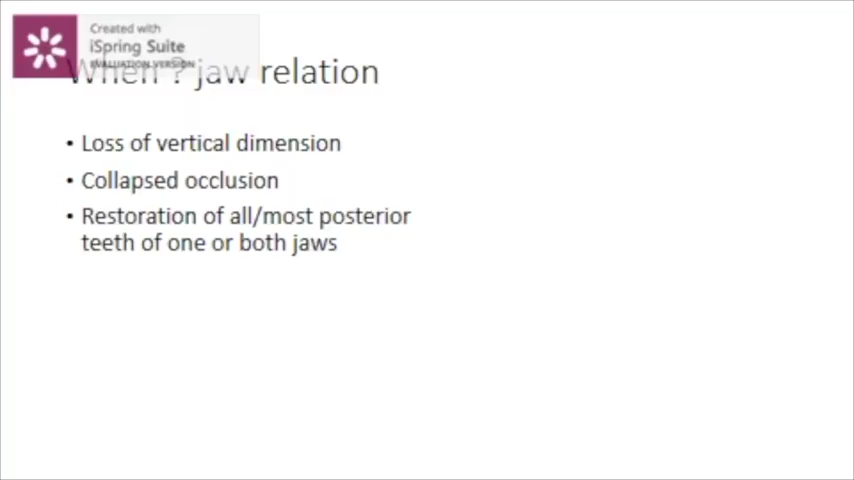 Created with
iSpring Suite
EVALUATION VERSION
When ? jaw relation
• Loss of vertical dimension
• Collapsed occlusion
• Restoration of all/most posterior
teeth of one or both jaws